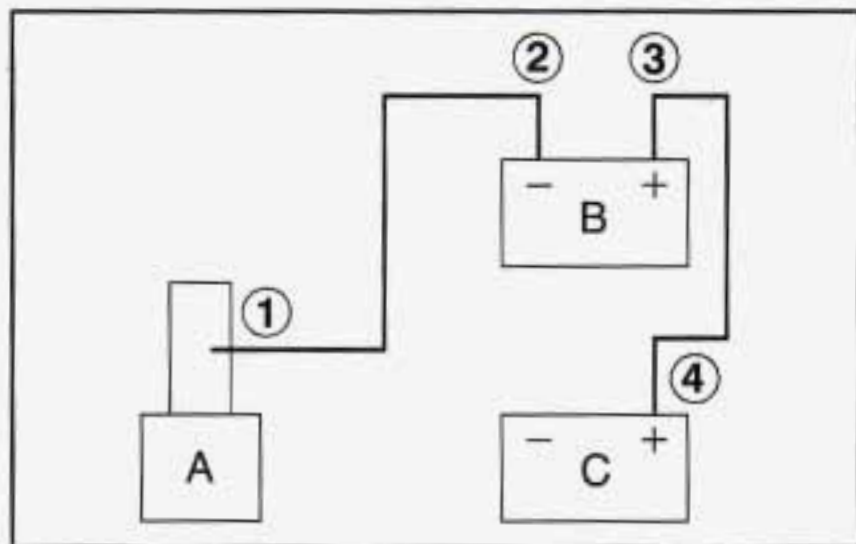 ② ③
− +
B
①
④
− +
A C